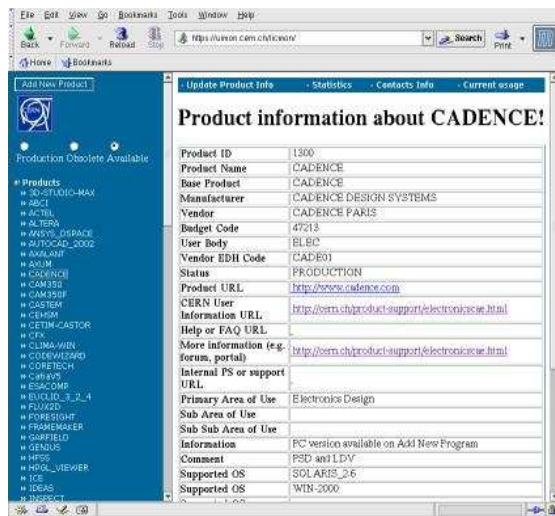 File Edit View Go Bookmarks Tools Window Help
Back Forward Reload Stop
https://uimon.cern.ch/licmon/
Search Print
Home Bookmarks
Add New Product
CERN
Production Obsolete Available
Products
3D-STUDIO-MAX
ABCI
ACTEL
ALTERA
ANSYS_DSPACE
AUTOCAD_2002
AXALANT
AXUM
CADENCE
CAM350
CAM350F
CASTEM
CEHSM
CETIM-CASTOR
CFX
CLIMA-WIN
CODEWIZARD
CORETECH
CatiaV5
ESACOMP
EUCLID_3_2_4
FLUX2D
FORESIGHT
FRAMEMAKER
GARFIELD
GENIUS
HFSS
HPGL_VIEWER
ICE
IDEAS
INSPECT
- Update Product Info - Statistics - Contacts Info - Current usage
Product information about CADENCE!
Product ID 1300
Product Name CADENCE
Base Product CADENCE
Manufacturer CADENCE DESIGN SYSTEMS
Vendor CADENCE PARIS
Budget Code 47213
User Body ELEC
Vendor EDH Code CADE01
Status PRODUCTION
Product URL http://www.cadence.com
CERN User
Information URL http://cern.ch/product-support/electronicscae.html
Help or FAQ URL
More information (e.g.
forum, portal) http://cern.ch/product-support/electronicscae.html
Internal PS or support
URL
Primary Area of Use Electronics Design
Sub Area of Use
Sub Sub Area of Use
Information PC version available on Add New Program
Comment PSD and LDV
Supported OS SOLARIS_2.6
Supported OS WIN-2000